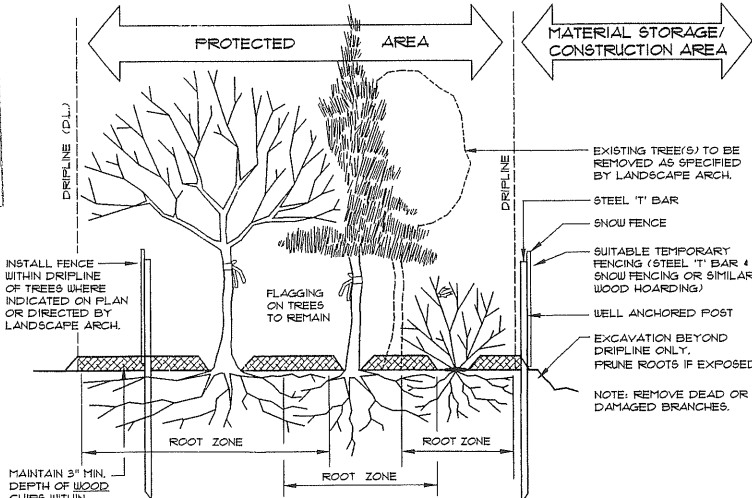 PROTECTED AREA
MATERIAL STORAGE/
CONSTRUCTION AREA
DRIPLINE (D.L.)
DRIPLINE
EXISTING TREE(S) TO BE
REMOVED AS SPECIFIED
BY LANDSCAPE ARCH.
STEEL 'T' BAR
SNOW FENCE
SUITABLE TEMPORARY
FENCING (STEEL 'T' BAR &
SNOW FENCING OR SIMILAR
WOOD HOARDING)
WELL ANCHORED POST
EXCAVATION BEYOND
DRIPLINE ONLY.
PRUNE ROOTS IF EXPOSED
NOTE: REMOVE DEAD OR
DAMAGED BRANCHES.
INSTALL FENCE
WITHIN DRIPLINE
OF TREES WHERE
INDICATED ON PLAN
OR DIRECTED BY
LANDSCAPE ARCH.
FLAGGING
ON TREES
TO REMAIN
ROOT ZONE
ROOT ZONE
ROOT ZONE
MAINTAIN 3" MIN.
DEPTH OF WOOD
CHIPS WITHIN